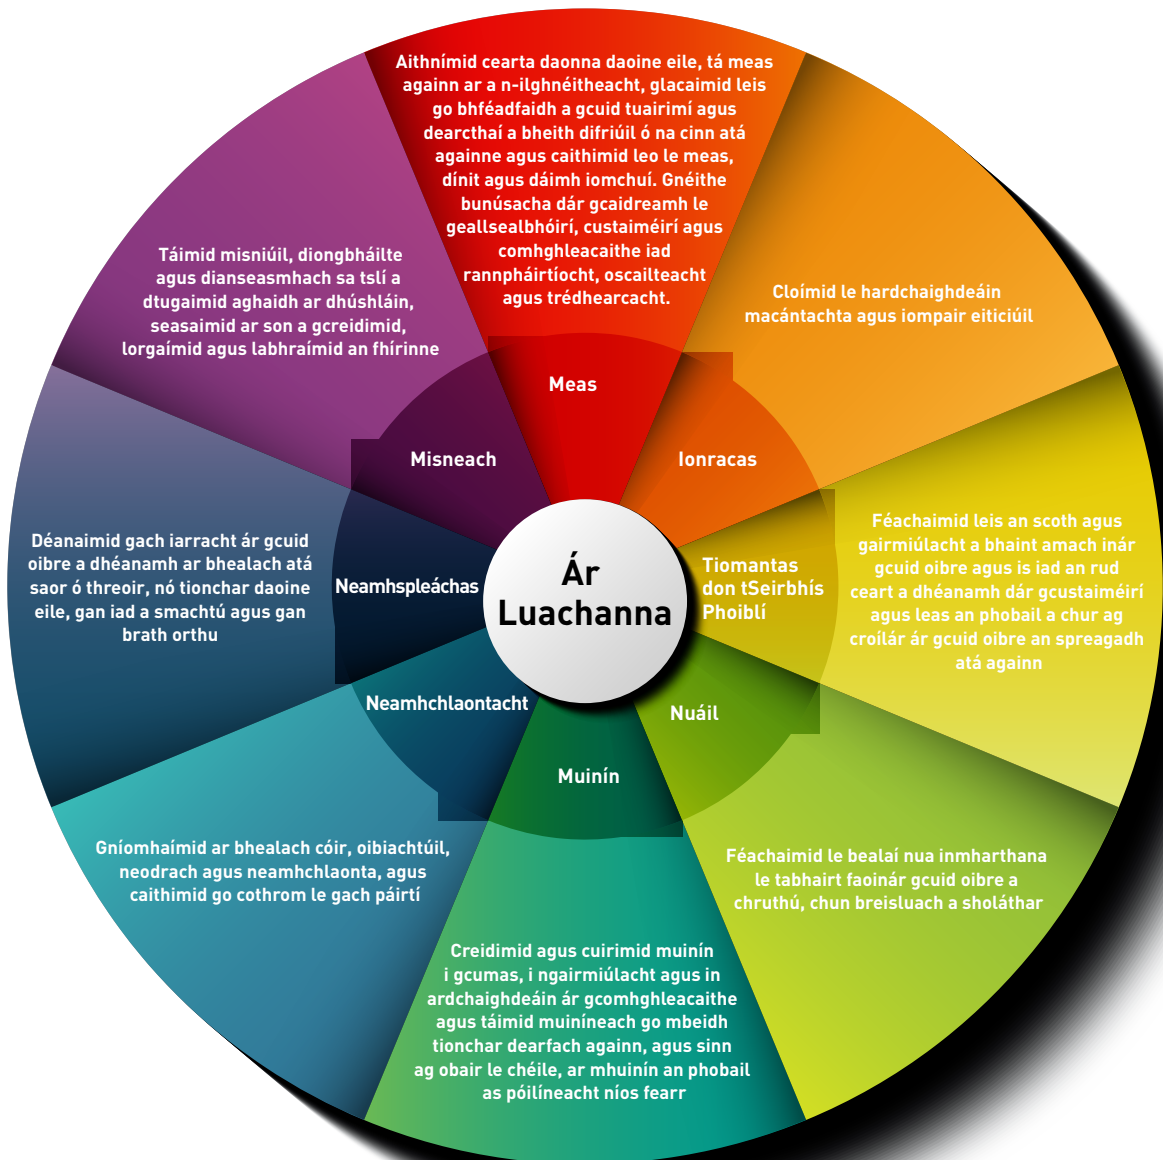 Aithnímid cearta daonna daoine eile, tá meas
againn ar a n-ilghnéitheacht, glacaimid leis
go bhféadfaidh a gcuid tuairimí agus
dearcthaí a bheith difriúil ó na cinn atá
againne agus caithimid leo le meas,
dínit agus dáimh iomchuí. Gnéithe
bunúsacha dár gcaidreamh le
geallsealbhóirí, custaiméirí agus
comhghleacaithe iad
rannpháirtíocht, oscailteacht
agus trédhearcacht.
Meas
Cloímid le hardchaighdeáin
macántachta agus iompair eiticiúil
Ionracas
Féachaimid leis an scoth agus
gairmiúlacht a bhaint amach inár
gcuid oibre agus is iad an rud
ceart a dhéanamh dár gcustaiméirí
agus leas an phobail a chur ag
croílár ár gcuid oibre an spreagadh
atá againn
Tiomantas
don tSeirbhís
Phoiblí
Féachaimid le bealaí nua inmharthana
le tabhairt faoinár gcuid oibre a
chruthú, chun breisluach a sholáthar
Nuáil
Creidimid agus cuirimid muinín
i gcumas, i ngairmiúlacht agus in
ardchaighdeáin ár gcomhghleacaithe
agus táimid muiníneach go mbeidh
tionchar dearfach againn, agus sinn
ag obair le chéile, ar mhuinín an phobail
as póilíneacht níos fearr
Muinín
Gníomhaímid ar bhealach cóir, oibiachtúil,
neodrach agus neamhchlaonta, agus
caithimid go cothrom le gach páirtí
Neamhchlaontacht
Déanaimid gach iarracht ár gcuid
oibre a dhéanamh ar bhealach atá
saor ó threoir, nó tionchar daoine
eile, gan iad a smachtú agus gan
brath orthu
Neamhspleáchas
Táimid misniúil, diongbháilte
agus dianseasmhach sa tslí a
dtugaimid aghaidh ar dhúshláin,
seasaimid ar son a gcreidimid,
lorgaímid agus labhraímid an fhírinne
Misneach
Ár
Luachanna